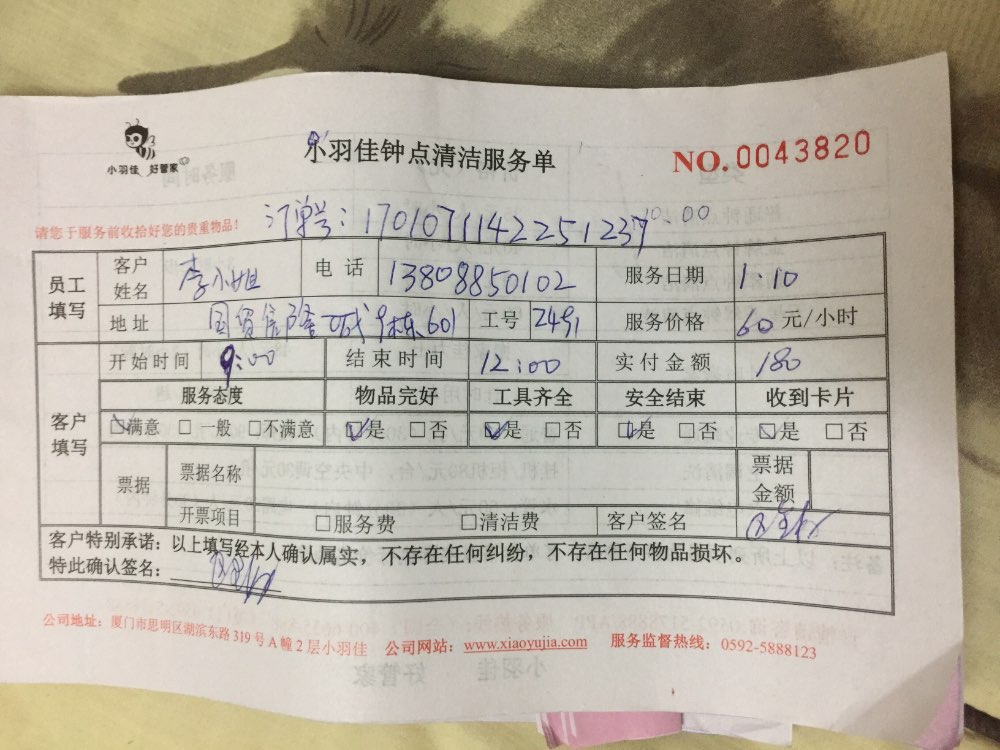 小羽佳 好管家
小羽佳钟点清洁服务单
NO.0043820
请您于服务前收拾好您的贵重物品!
订单号: 1701071142251239
10:00
员工填写 客户姓名 李小姐 电话 13808850102 服务日期 1.10
地址 国贸信隆城9栋601 工号 2491 服务价格 60元/小时
客户填写 开始时间 9:00 结束时间 12:00 实付金额 180
服务态度 物品完好 工具齐全 安全结束 收到卡片
☑满意 □一般 □不满意 ☑是 □否 ☑是 □否 ☑是 □否 ☑是 □否
票据 票据名称 票据金额
开票项目 □服务费 □清洁费 客户签名
客户特别承诺:以上填写经本人确认属实,不存在任何纠纷,不存在任何物品损坏。
特此确认签名:
公司地址:厦门市思明区湖滨东路319号A幢2层小羽佳 公司网站:www.xiaoyujia.com 服务监督热线:0592-5888123